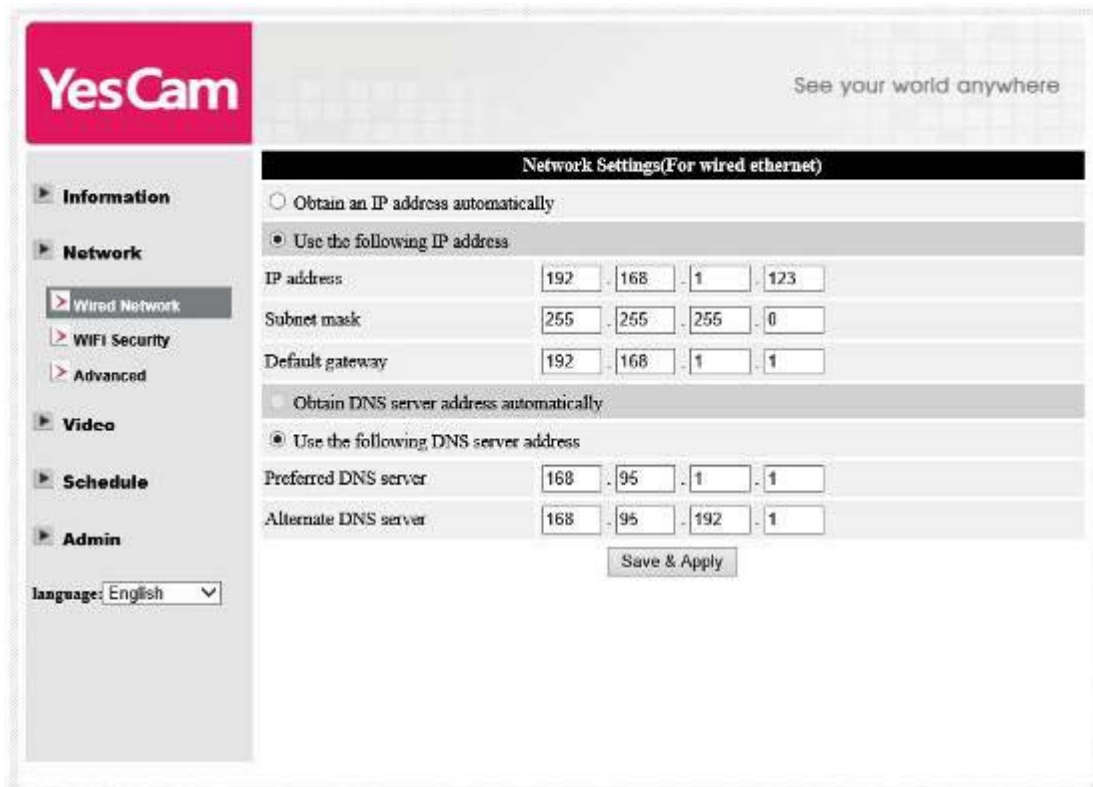 YesCam
See your world anywhere
Information
Network
Wired Network
WIFI Security
Advanced
Video
Schedule
Admin
language: English
Network Settings(For wired ethernet)
Obtain an IP address automatically
Use the following IP address
IP address 192 . 168 . 1 . 123
Subnet mask 255 . 255 . 255 . 0
Default gateway 192 . 168 . 1 . 1
Obtain DNS server address automatically
Use the following DNS server address
Preferred DNS server 168 . 95 . 1 . 1
Alternate DNS server 168 . 95 . 192 . 1
Save & Apply